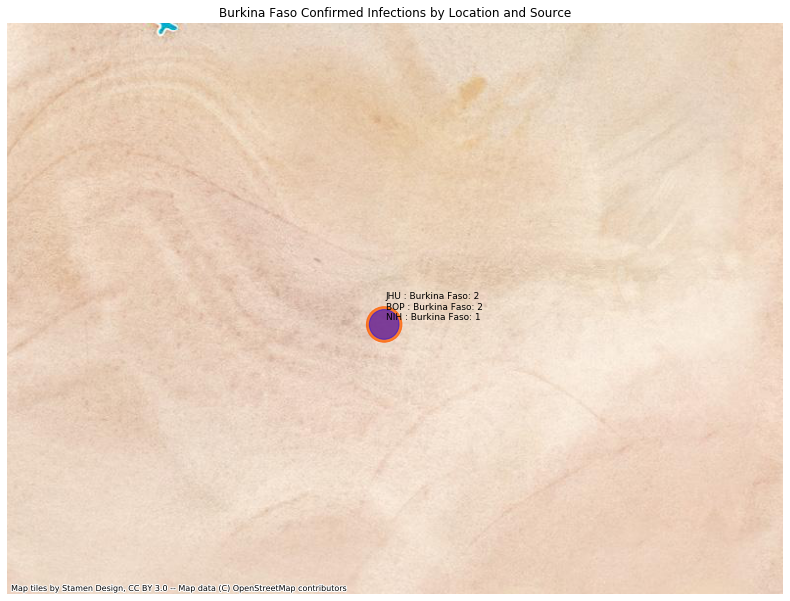 Burkina Faso Confirmed Infections by Location and Source
JHU : Burkina Faso: 2
BOP : Burkina Faso: 2
NIH : Burkina Faso: 1
Map tiles by Stamen Design, CC BY 3.0 -- Map data (C) OpenStreetMap contributors